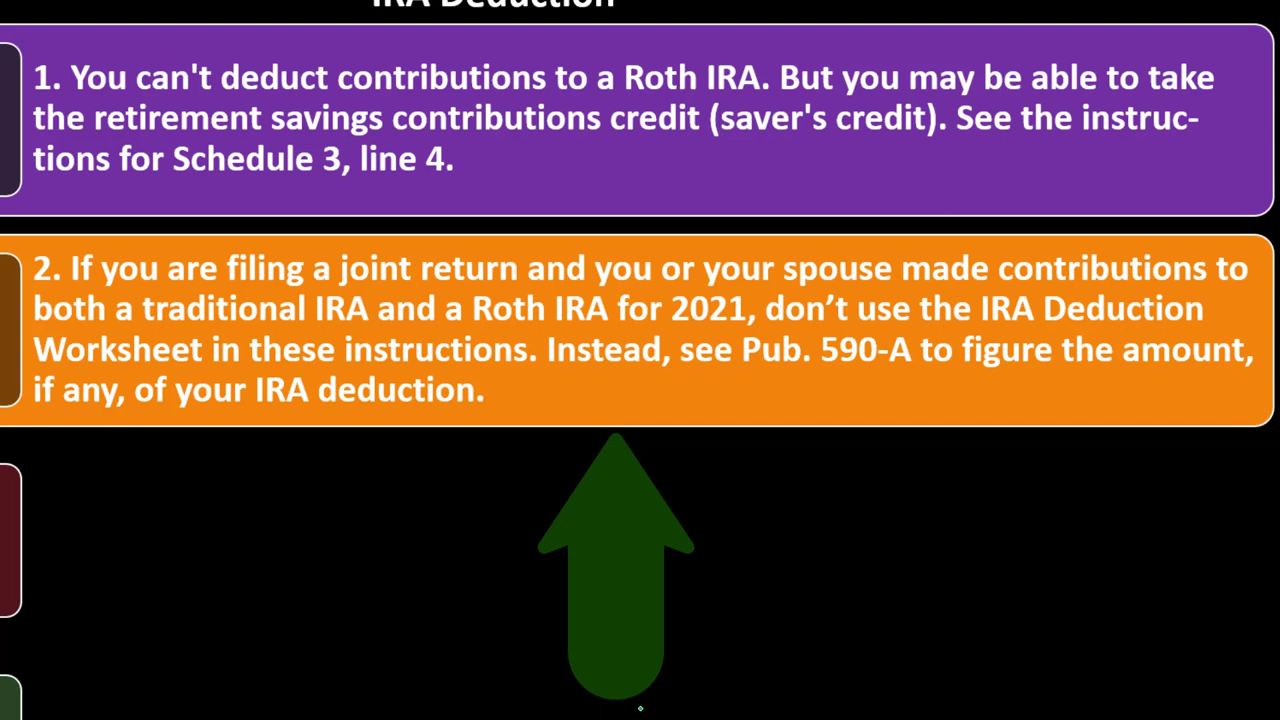 IRA Deduction
1. You can't deduct contributions to a Roth IRA. But you may be able to take
the retirement savings contributions credit (saver's credit). See the instruc-
tions for Schedule 3, line 4.
2. If you are filing a joint return and you or your spouse made contributions to
both a traditional IRA and a Roth IRA for 2021, don’t use the IRA Deduction
Worksheet in these instructions. Instead, see Pub. 590-A to figure the amount,
if any, of your IRA deduction.